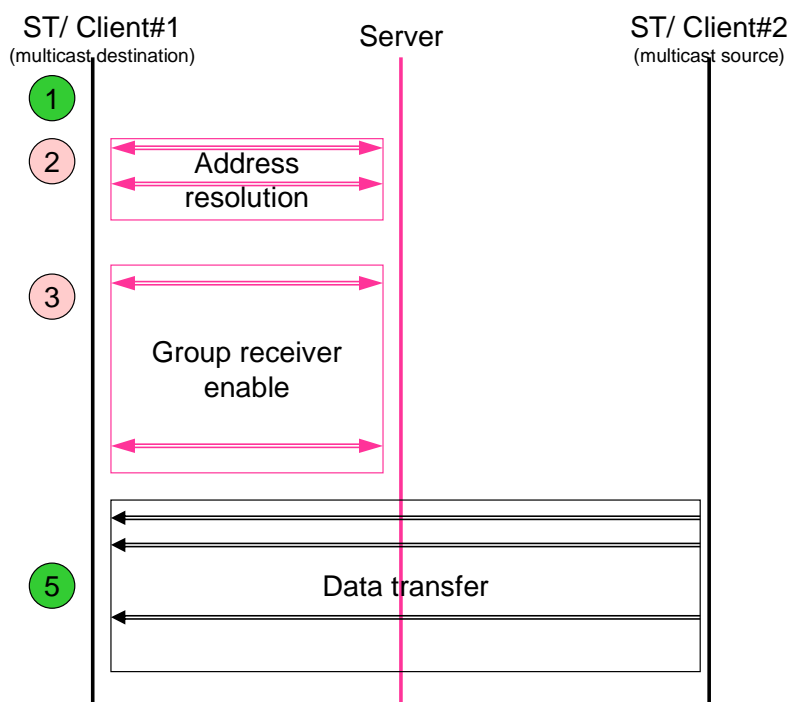 ST/ Client#1
(multicast destination)
Server
ST/ Client#2
(multicast source)
1
2
Address
resolution
3
Group receiver
enable
5
Data transfer